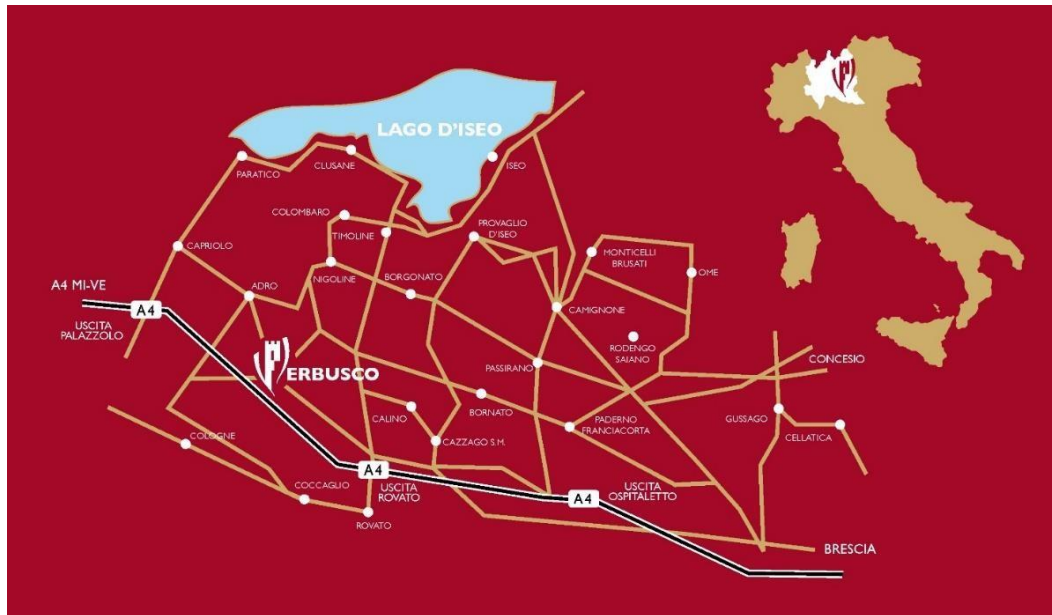 LAGO D'ISEO
CLUSANE
ISEO
PARATICO
COLOMBARO
TIMOLINE
PROVAGLIO
D'ISEO
CAPRIOLO
MONTICELLI
BRUSATI
OME
NIGOLINE
BORGONATO
ADRO
A4 MI-VE
A4
USCITA
PALAZZOLO
CAMIGNONE
RODENGO
SAIANO
CONCESIO
ERBUSCO
PASSIRANO
BORNATO
CALINO
PADERNO
FRANCIACORTA
GUSSAGO
CELLATICA
COLOGNE
CAZZAGO S.M.
A4
USCITA
ROVATO
COCCAGLIO
ROVATO
A4
USCITA
OSPITALETTO
BRESCIA